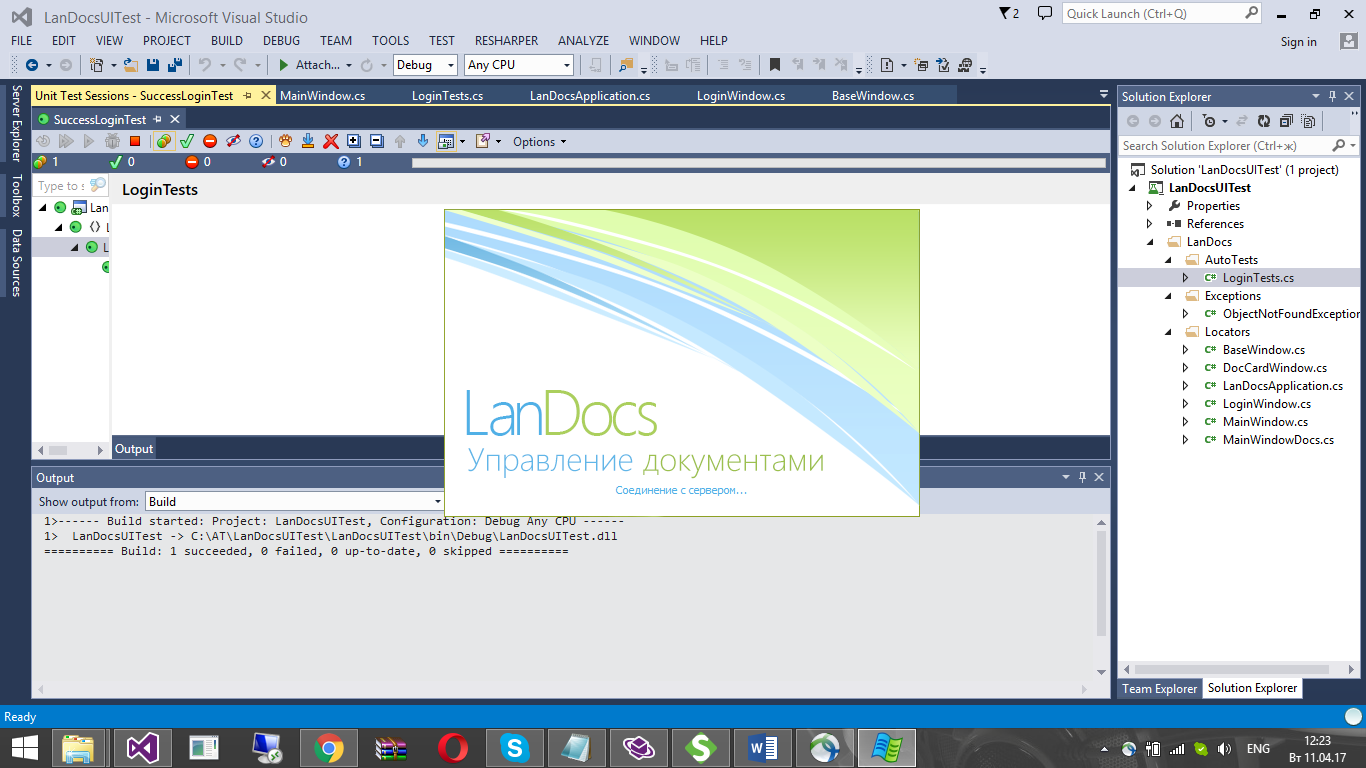 LanDocsUITest - Microsoft Visual Studio
2
Quick Launch (Ctrl+Q)
FILE EDIT VIEW PROJECT BUILD DEBUG TEAM TOOLS TEST RESHARPER ANALYZE WINDOW HELP
Sign in
Attach... Debug Any CPU
Server Explorer
Toolbox
Data Sources
Unit Test Sessions - SuccessLoginTest MainWindow.cs LoginTests.cs LanDocsApplication.cs LoginWindow.cs BaseWindow.cs
SuccessLoginTest
Options
1 0 0 0 1
Type to s
LoginTests
Lan
L
LanDocs
Управление документами
Соединение с сервером...
Output
Output
Show output from: Build
1>------ Build started: Project: LanDocsUITest, Configuration: Debug Any CPU ------
1>  LanDocsUITest -> C:\AT\LanDocsUITest\LanDocsUITest\bin\Debug\LanDocsUITest.dll
========== Build: 1 succeeded, 0 failed, 0 up-to-date, 0 skipped ==========
Solution Explorer
Search Solution Explorer (Ctrl+ж)
Solution 'LanDocsUITest' (1 project)
LanDocsUITest
Properties
References
LanDocs
AutoTests
LoginTests.cs
Exceptions
ObjectNotFoundException
Locators
BaseWindow.cs
DocCardWindow.cs
LanDocsApplication.cs
LoginWindow.cs
MainWindow.cs
MainWindowDocs.cs
Team Explorer Solution Explorer
Ready
ENG
12:23
Вт 11.04.17